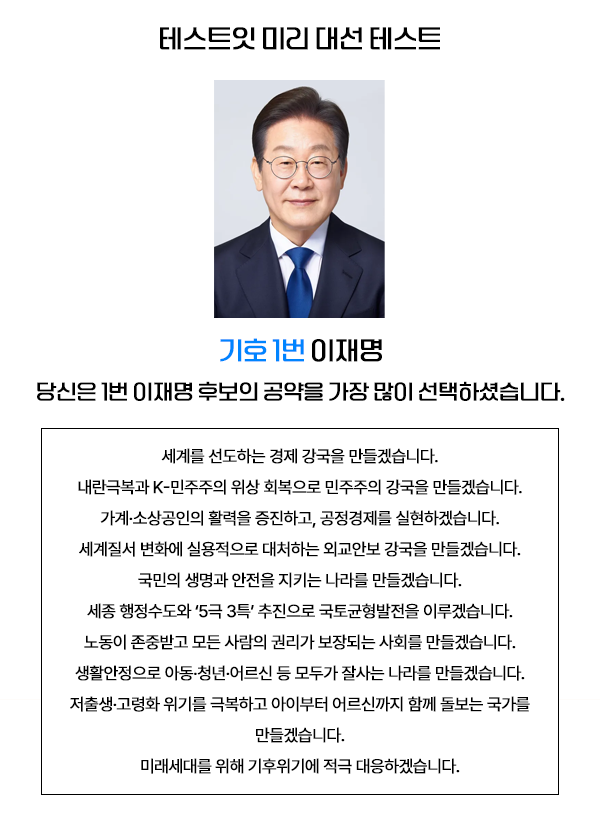 테스트잇 미리 대선 테스트
기호 1번 이재명
당신은 1번 이재명 후보의 공약을 가장 많이 선택하셨습니다.
세계를 선도하는 경제 강국을 만들겠습니다.
내란극복과 K-민주주의 위상 회복으로 민주주의 강국을 만들겠습니다.
가계·소상공인의 활력을 증진하고, 공정경제를 실현하겠습니다.
세계질서 변화에 실용적으로 대처하는 외교안보 강국을 만들겠습니다.
국민의 생명과 안전을 지키는 나라를 만들겠습니다.
세종 행정수도와 ‘5극 3특’ 추진으로 국토균형발전을 이루겠습니다.
노동이 존중받고 모든 사람의 권리가 보장되는 사회를 만들겠습니다.
생활안정으로 아동·청년·어르신 등 모두가 잘사는 나라를 만들겠습니다.
저출생·고령화 위기를 극복하고 아이부터 어르신까지 함께 돌보는 국가를
만들겠습니다.
미래세대를 위해 기후위기에 적극 대응하겠습니다.